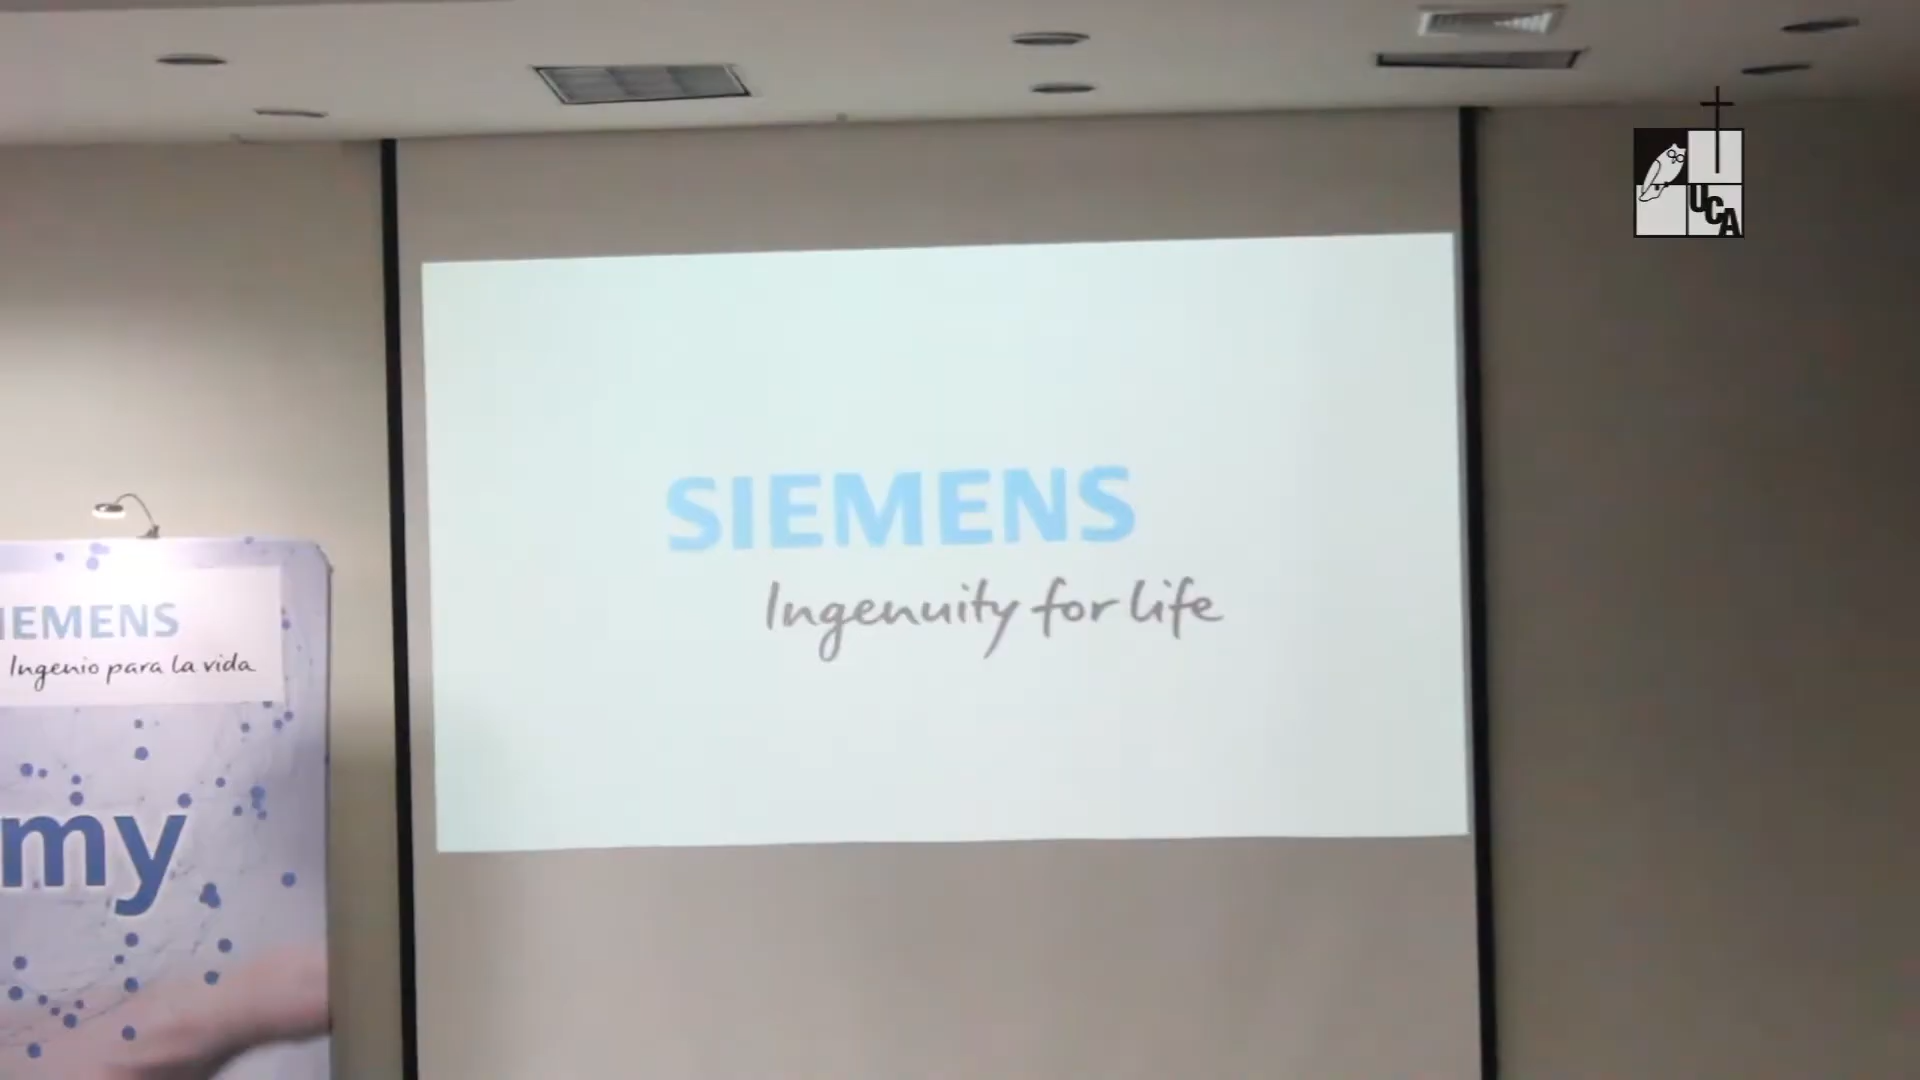 UCA
SIEMENS
Ingenuity for life
IEMENS
Ingenio para la vida
my